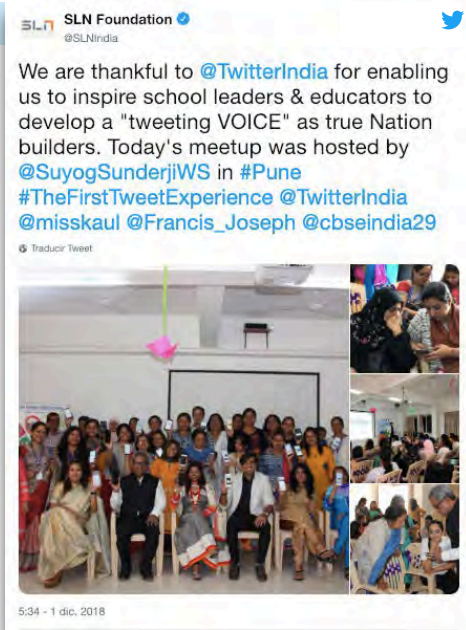 SLN
SLN Foundation
@SLNIndia
We are thankful to @TwitterIndia for enabling
us to inspire school leaders & educators to
develop a "tweeting VOICE" as true Nation
builders. Today's meetup was hosted by
@SuyogSunderjiWS in #Pune
#TheFirstTweetExperience @TwitterIndia
@misskaul @Francis_Joseph @cbseindia29
Traducir Tweet
5:34 - 1 dic. 2018